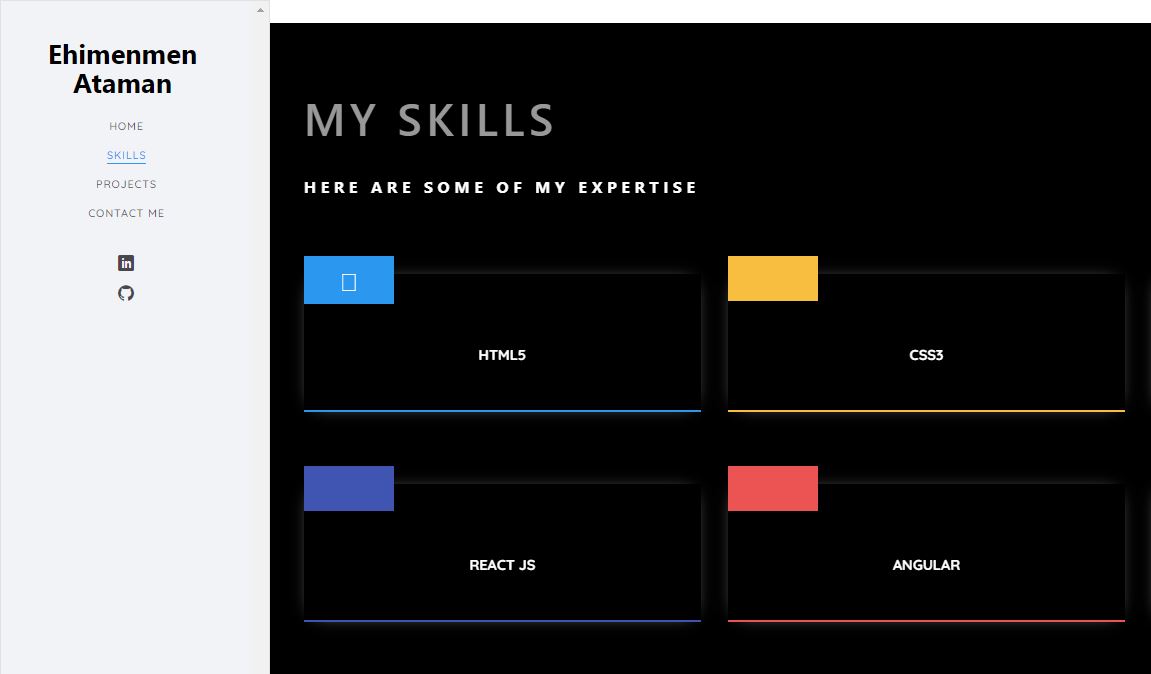 Ehimenmen
Ataman
HOME
SKILLS
PROJECTS
CONTACT ME
in
MY SKILLS
HERE ARE SOME OF MY EXPERTISE
HTML5
CSS3
REACT JS
ANGULAR